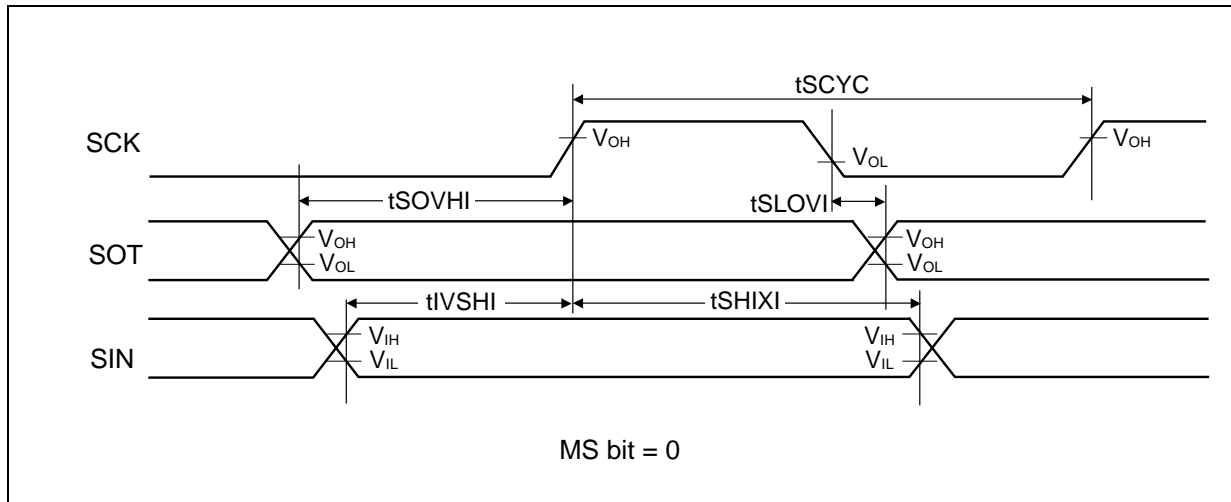 tSCYC
SCK
VOH
VOL
VOH
tSOVHI
tSLOVI
SOT
VOH
VOL
VOH
VOL
tIVSHI
tSHIXI
SIN
VIH
VIL
VIH
VIL
MS bit = 0